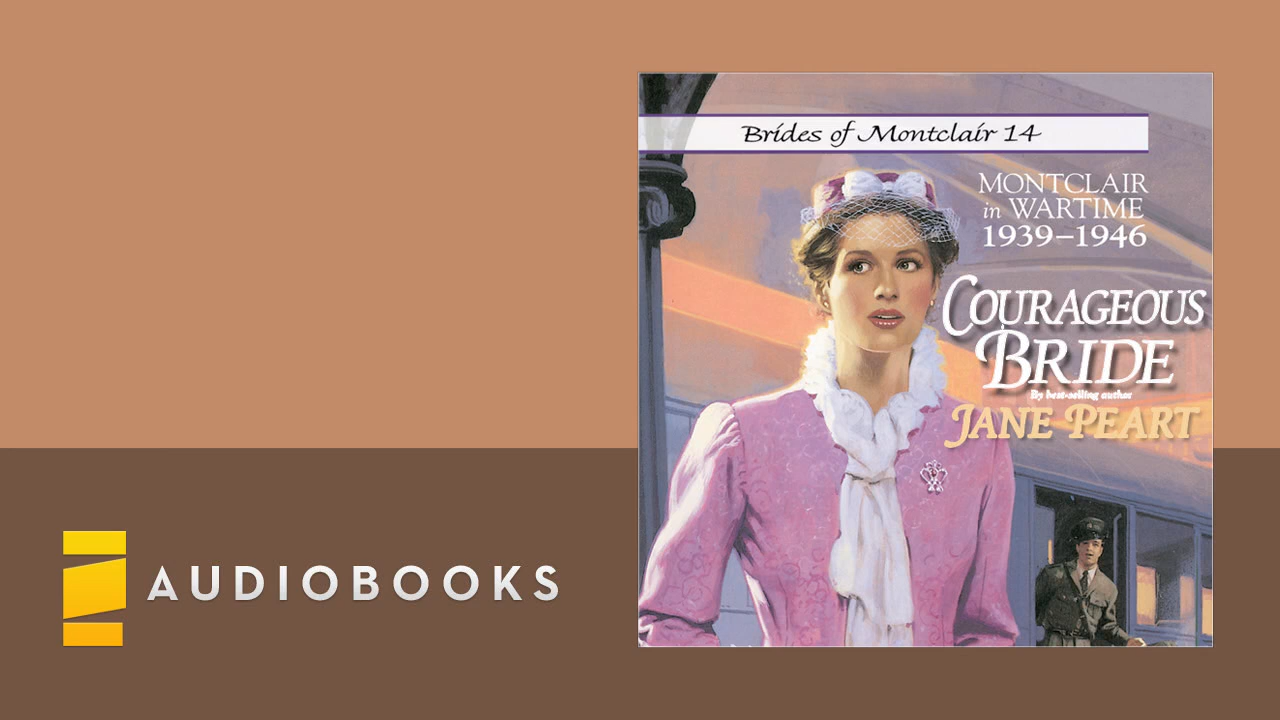 Brides of Montclair 14
MONTCLAIR
in WARTIME
1939–1946
COURAGEOUS
BRIDE
By best-selling author
JANE PEART
AUDIOBOOKS